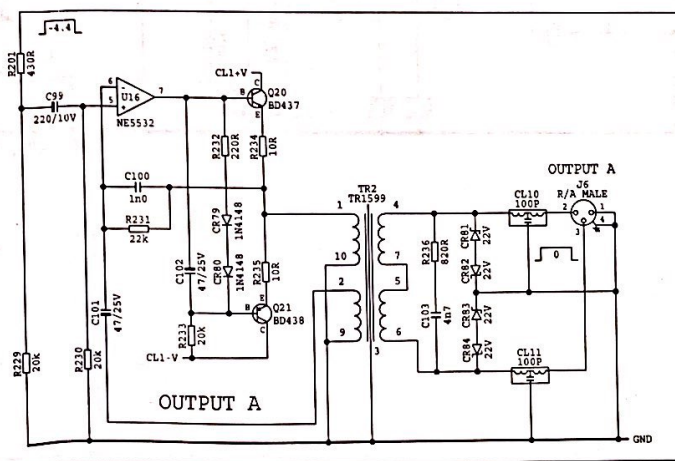 -4.4
R201
430R
C99
220/10V
6
5
7
U16
NE5532
CL1+V
C
B
E
Q20
BD437
R232
220R
R234
10R
C100
1n0
R231
22k
C101
47/25V
C102
47/25V
CR79
1N4148
CR80
1N4148
R235
10R
E
B
C
Q21
BD438
R233
20k
CL1-V
R229
20k
R230
20k
OUTPUT A
TR2
TR1599
1
10
2
9
4
7
5
6
3
R236
820R
C103
4n7
CR81
22V
CR82
22V
CR83
22V
CR84
22V
CL10
100P
CL11
100P
OUTPUT A
J6
R/A MALE
2
1
4
3
0
GND